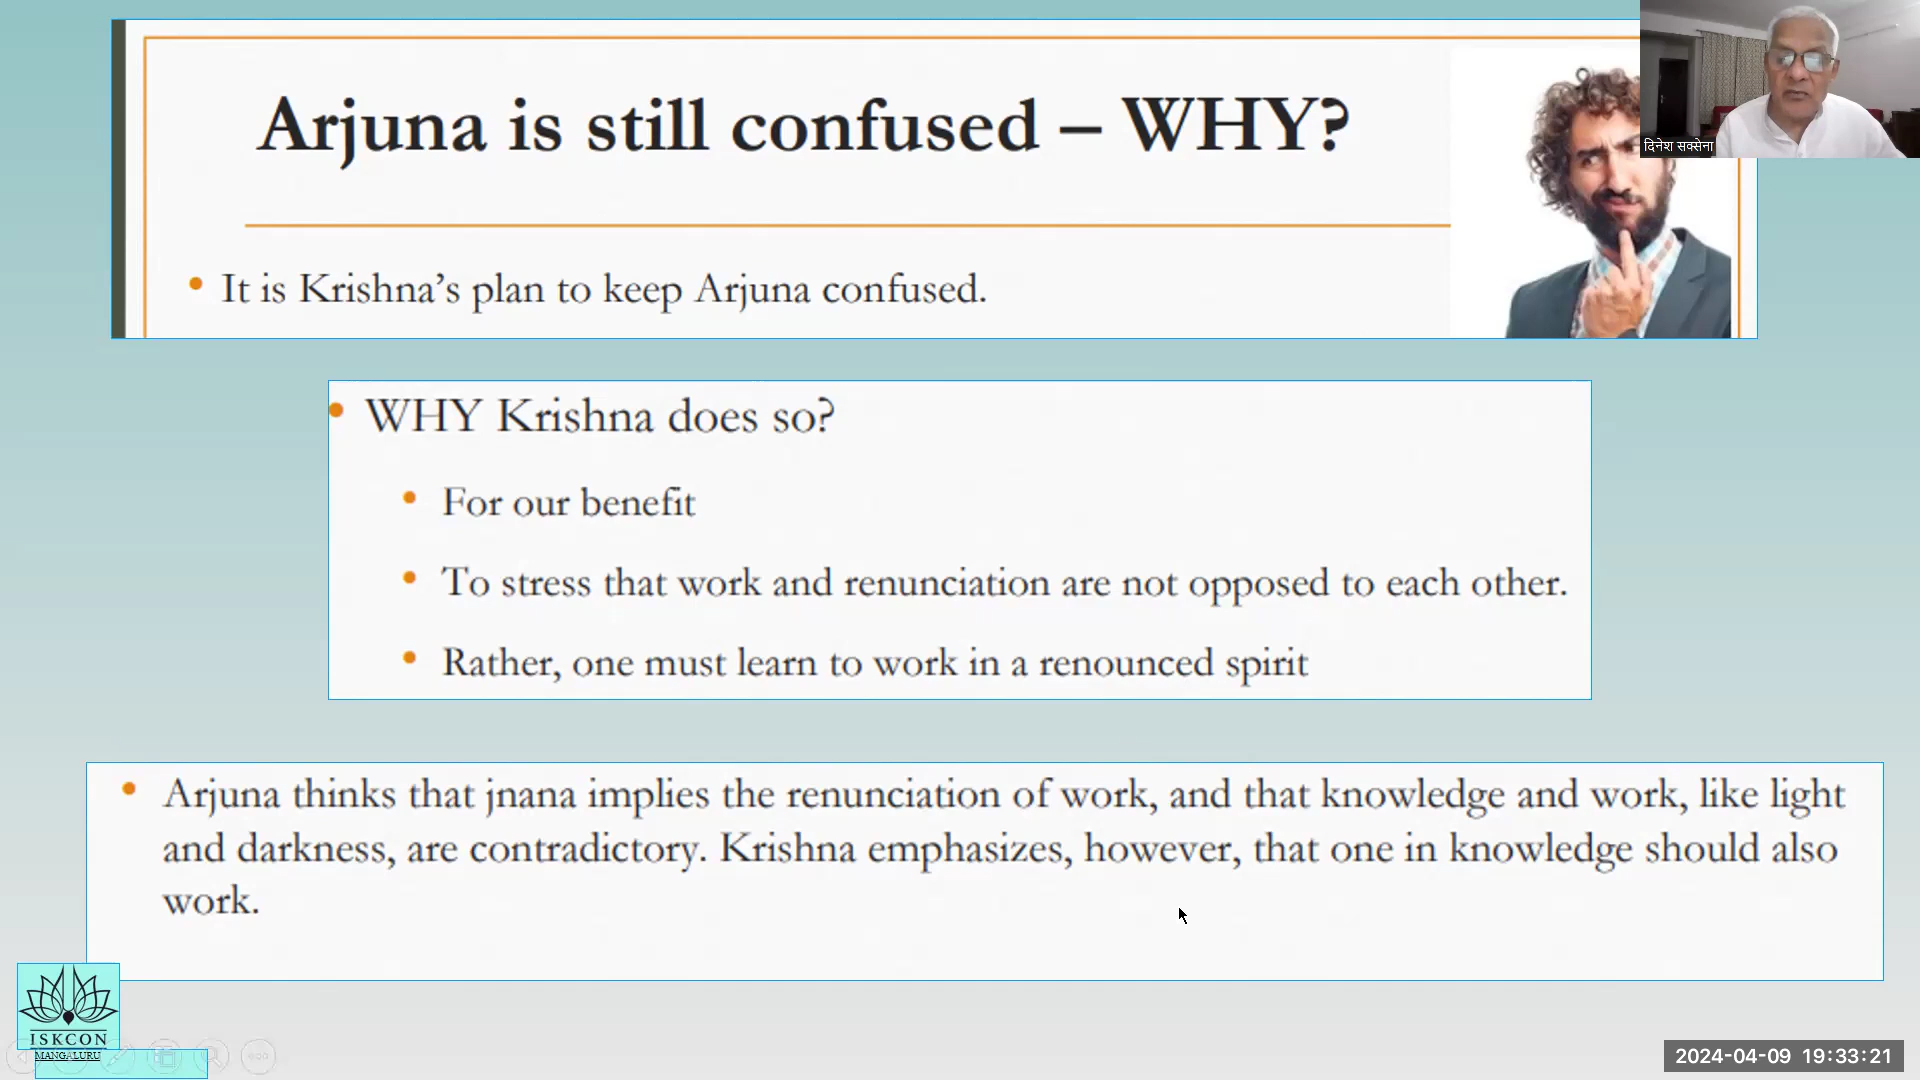 Arjuna is still confused – WHY?
दिनेश सक्सेना
• It is Krishna’s plan to keep Arjuna confused.
• WHY Krishna does so?
• For our benefit
• To stress that work and renunciation are not opposed to each other.
• Rather, one must learn to work in a renounced spirit
• Arjuna thinks that jnana implies the renunciation of work, and that knowledge and work, like light
and darkness, are contradictory. Krishna emphasizes, however, that one in knowledge should also
work.
ISKCON
MANGALURU
2024-04-09 19:33:21